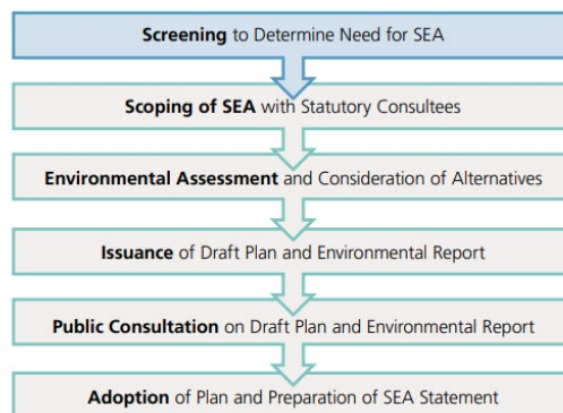 Screening to Determine Need for SEA
Scoping of SEA with Statutory Consultees
Environmental Assessment and Consideration of Alternatives
Issuance of Draft Plan and Environmental Report
Public Consultation on Draft Plan and Environmental Report
Adoption of Plan and Preparation of SEA Statement